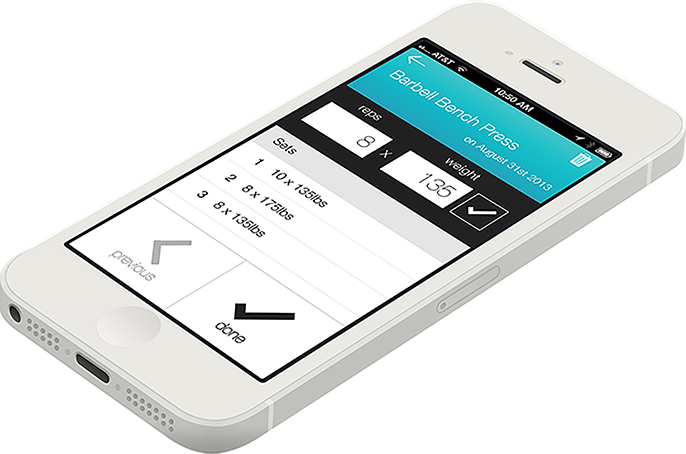 AT&T 10:50 AM
Barbell Bench Press
on August 31st 2013
reps weight
8 x 135
Sets
1 10 x 135lbs
2 8 x 175lbs
3 8 x 135lbs
previous done